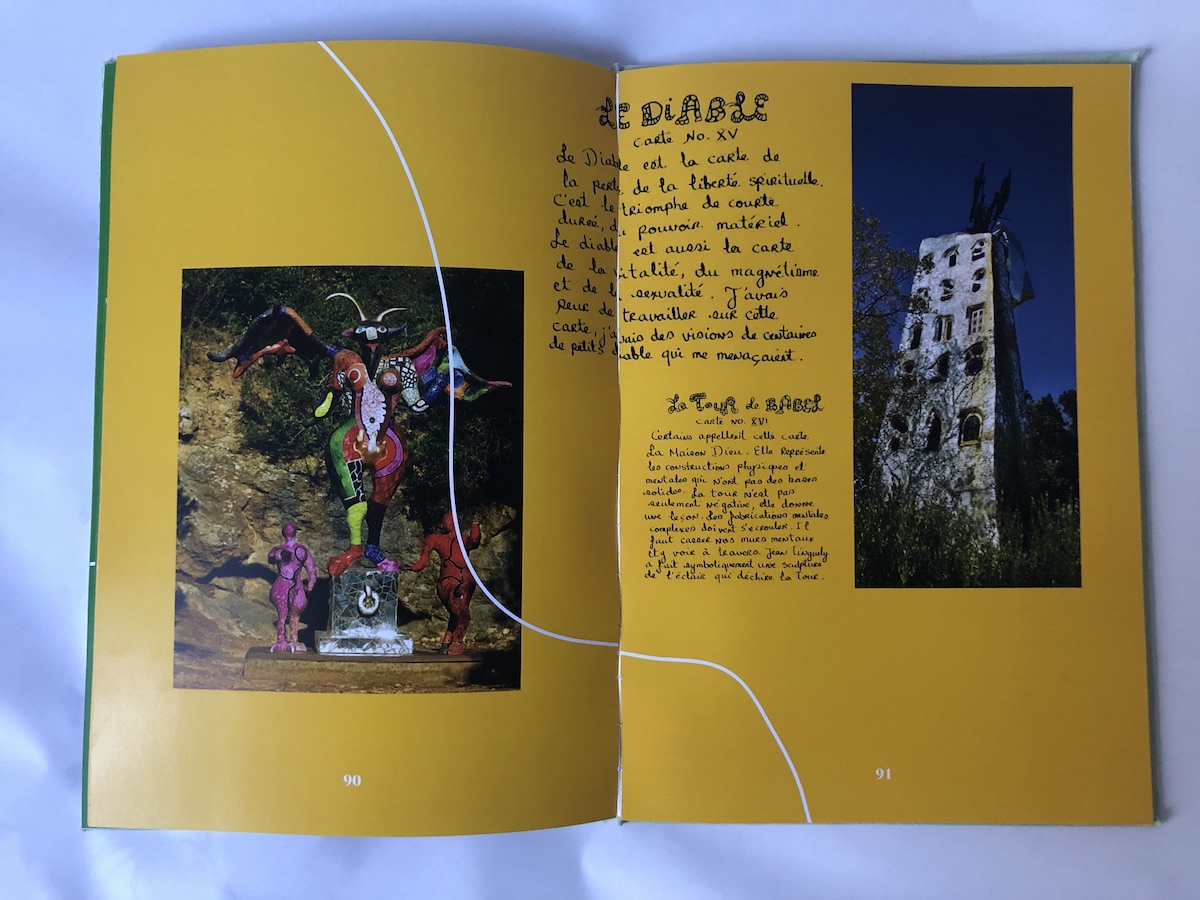 LE DiABLE
carte No. XV
Le Diable est la carte de
la perte de la liberté spirituelle.
C'est le triomphe de courte
durée, du pouvoir matériel.
Le diable est aussi la carte
de la vitalité, du magnétisme
et de la sexualité. J'avais
peur de travailler sur cette
carte, j'avais des visions de centaines
de petits diable qui me menaçaient.
La TOUR de BABEL
carte No. XVI
Certains appellent cette carte
La Maison Dieu. Elle représente
les constructions physiques et
mentales qui n'ont pas des bases
solides. La tour n'est pas
seulement négative, elle donne
une leçon. Les fabrications mentales
complexes doivent s'écrouler. Il
faut casser nos murs mentaux
et y voir à travers. Jean Tinguely
a fait symboliquement une sculpture
de l'éclair qui déchire la tour.
90
91